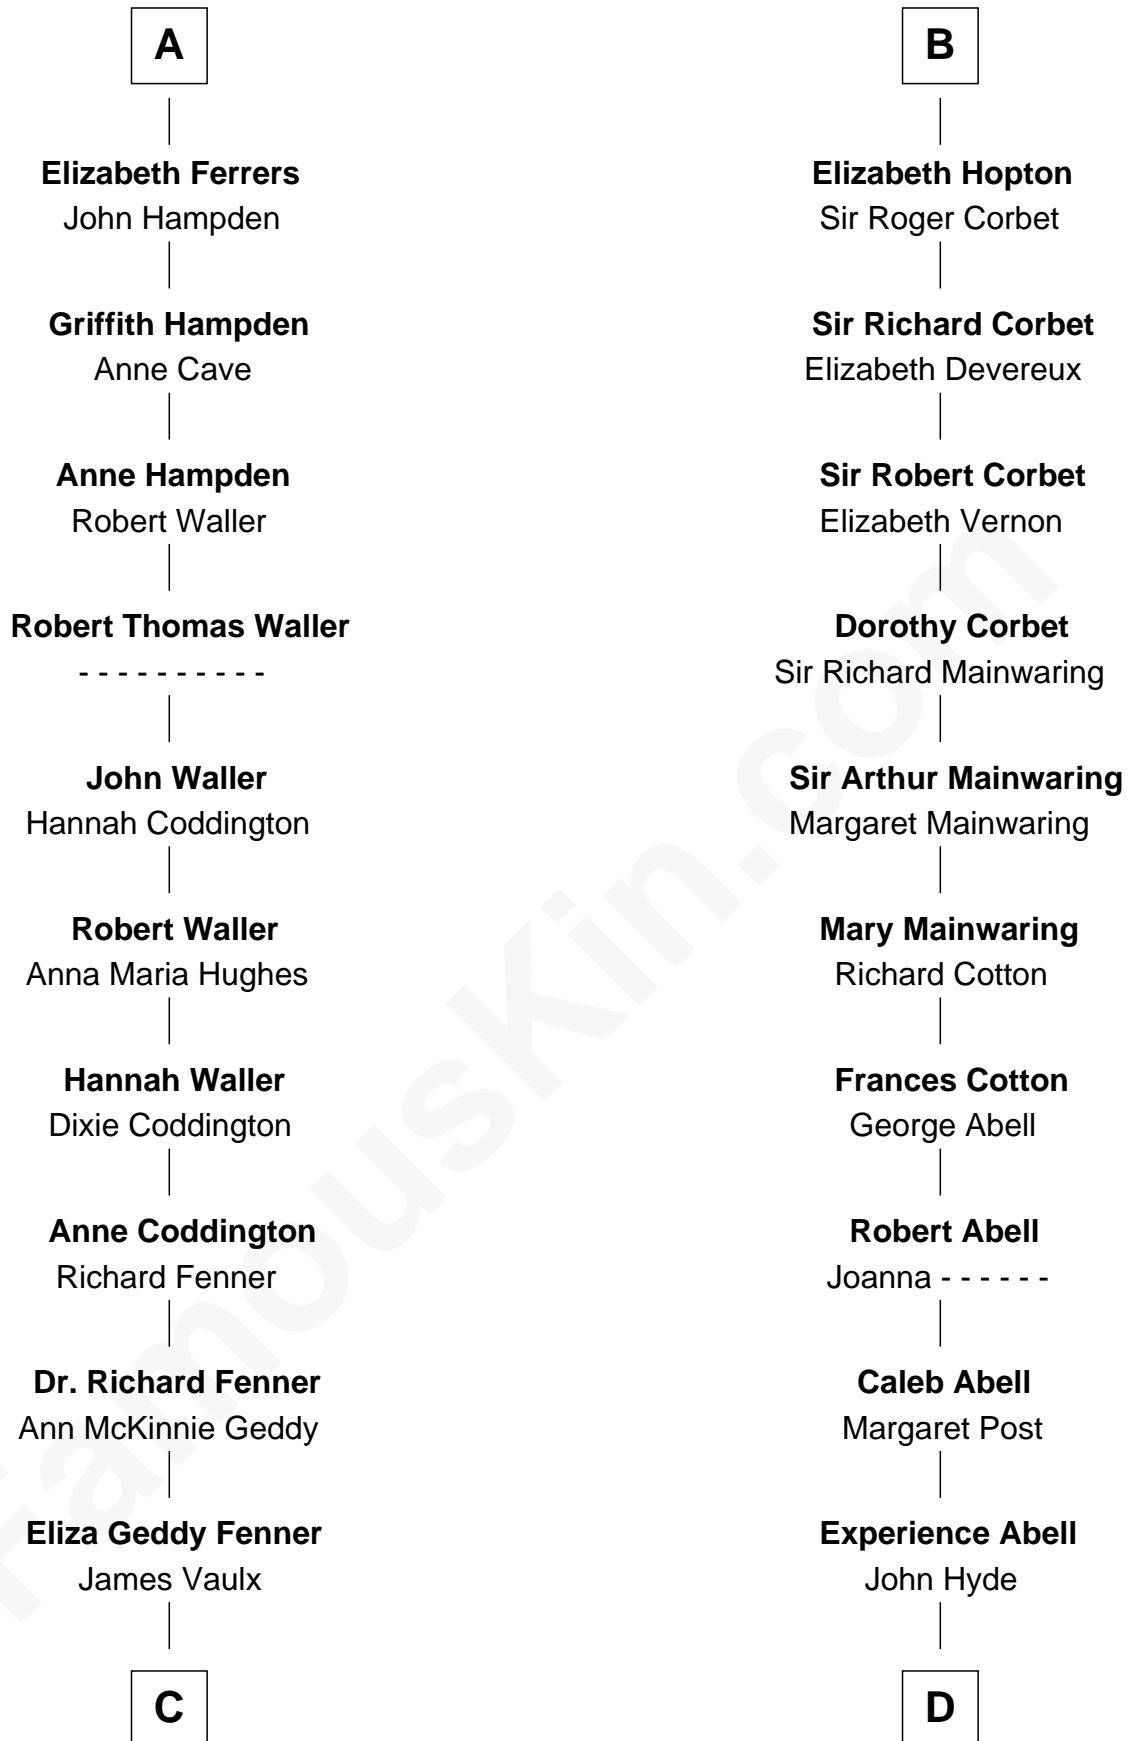 A
Elizabeth Ferrers
John Hampden
Griffith Hampden
Anne Cave
Anne Hampden
Robert Waller
Robert Thomas Waller
- - - - - - - - - -
John Waller
Hannah Coddington
Robert Waller
Anna Maria Hughes
Hannah Waller
Dixie Coddington
Anne Coddington
Richard Fenner
Dr. Richard Fenner
Ann McKinnie Geddy
Eliza Geddy Fenner
James Vaulx
C
B
Elizabeth Hopton
Sir Roger Corbet
Sir Richard Corbet
Elizabeth Devereux
Sir Robert Corbet
Elizabeth Vernon
Dorothy Corbet
Sir Richard Mainwaring
Sir Arthur Mainwaring
Margaret Mainwaring
Mary Mainwaring
Richard Cotton
Frances Cotton
George Abell
Robert Abell
Joanna - - - - - -
Caleb Abell
Margaret Post
Experience Abell
John Hyde
D
FamousKin.com